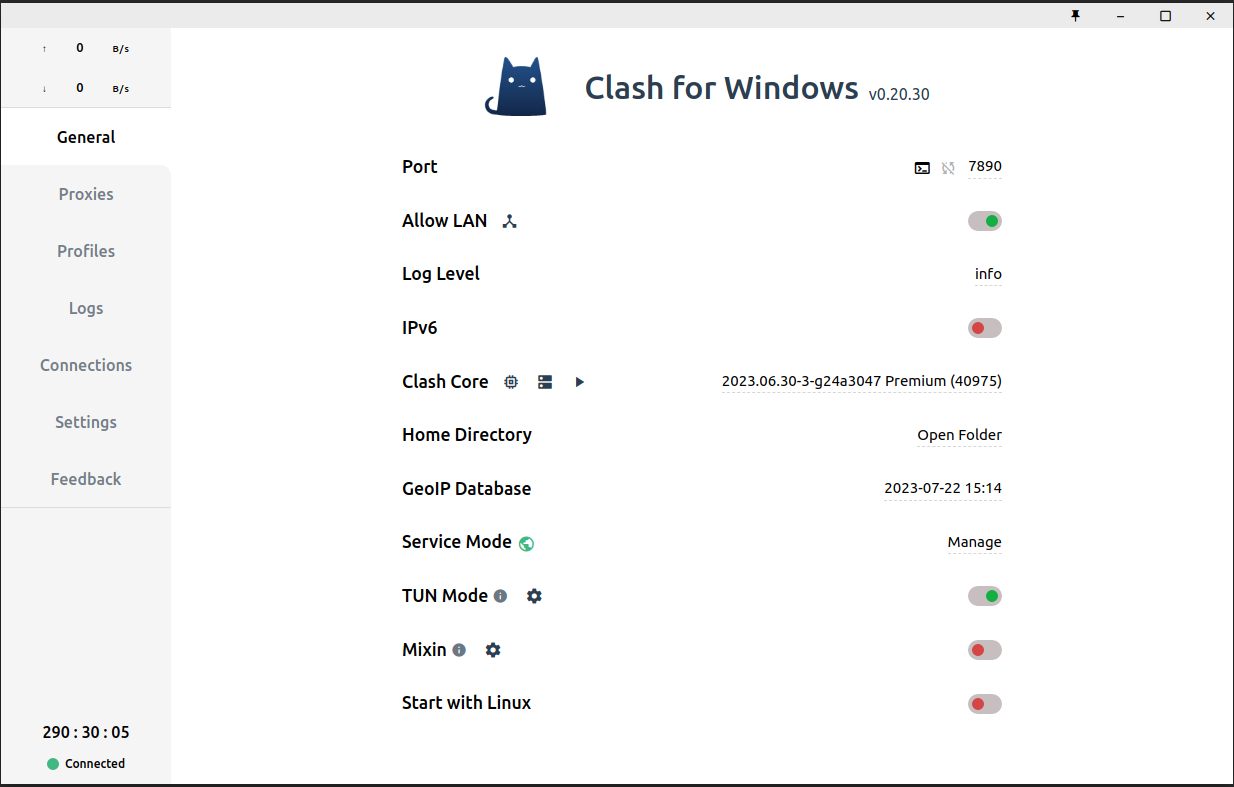 ↑ 0 B/s
↓ 0 B/s
General
Proxies
Profiles
Logs
Connections
Settings
Feedback
290 : 30 : 05
Connected
Clash for Windows v0.20.30
Port 7890
Allow LAN
Log Level info
IPv6
Clash Core 2023.06.30-3-g24a3047 Premium (40975)
Home Directory Open Folder
GeoIP Database 2023-07-22 15:14
Service Mode Manage
TUN Mode
Mixin
Start with Linux